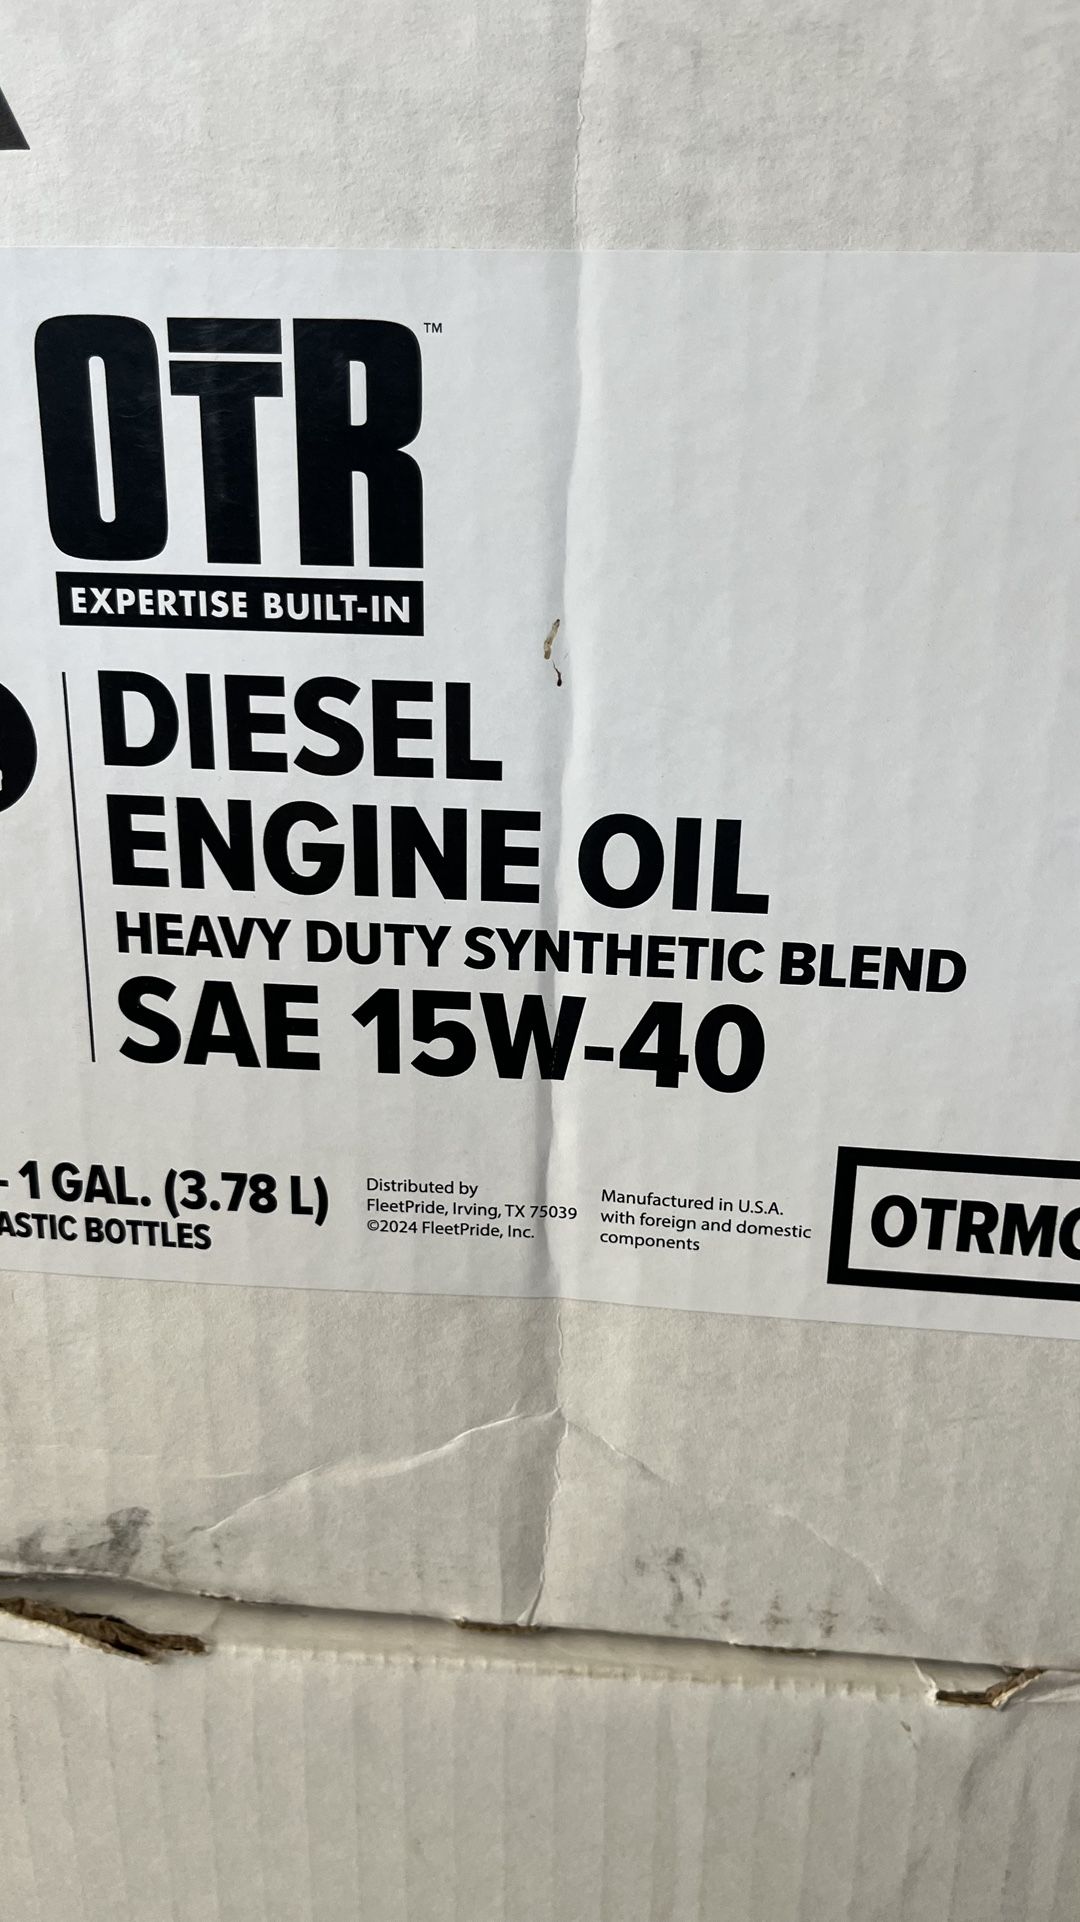 OTR™
EXPERTISE BUILT-IN
DIESEL
ENGINE OIL
HEAVY DUTY SYNTHETIC BLEND
SAE 15W-40
1 GAL. (3.78 L)
BOTTLES
Distributed by
FleetPride, Irving, TX 75039
©2024 FleetPride, Inc.
Manufactured in U.S.A.
with foreign and domestic
components